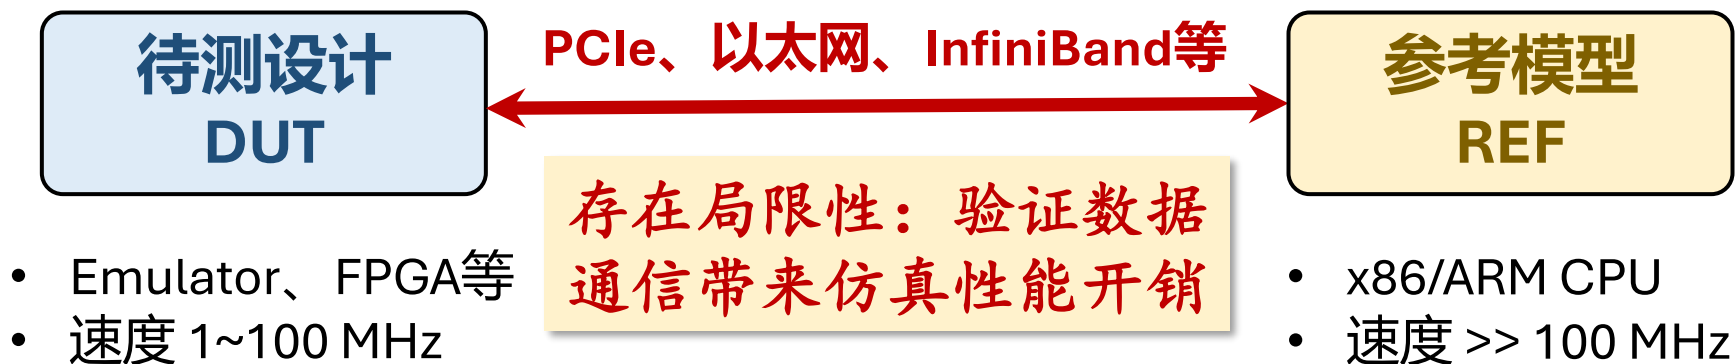 待测设计
DUT
PCIe、以太网、InfiniBand等
参考模型
REF
存在局限性：验证数据
通信带来仿真性能开销
• Emulator、FPGA等
• 速度 1~100 MHz
• x86/ARM CPU
• 速度 >> 100 MHz